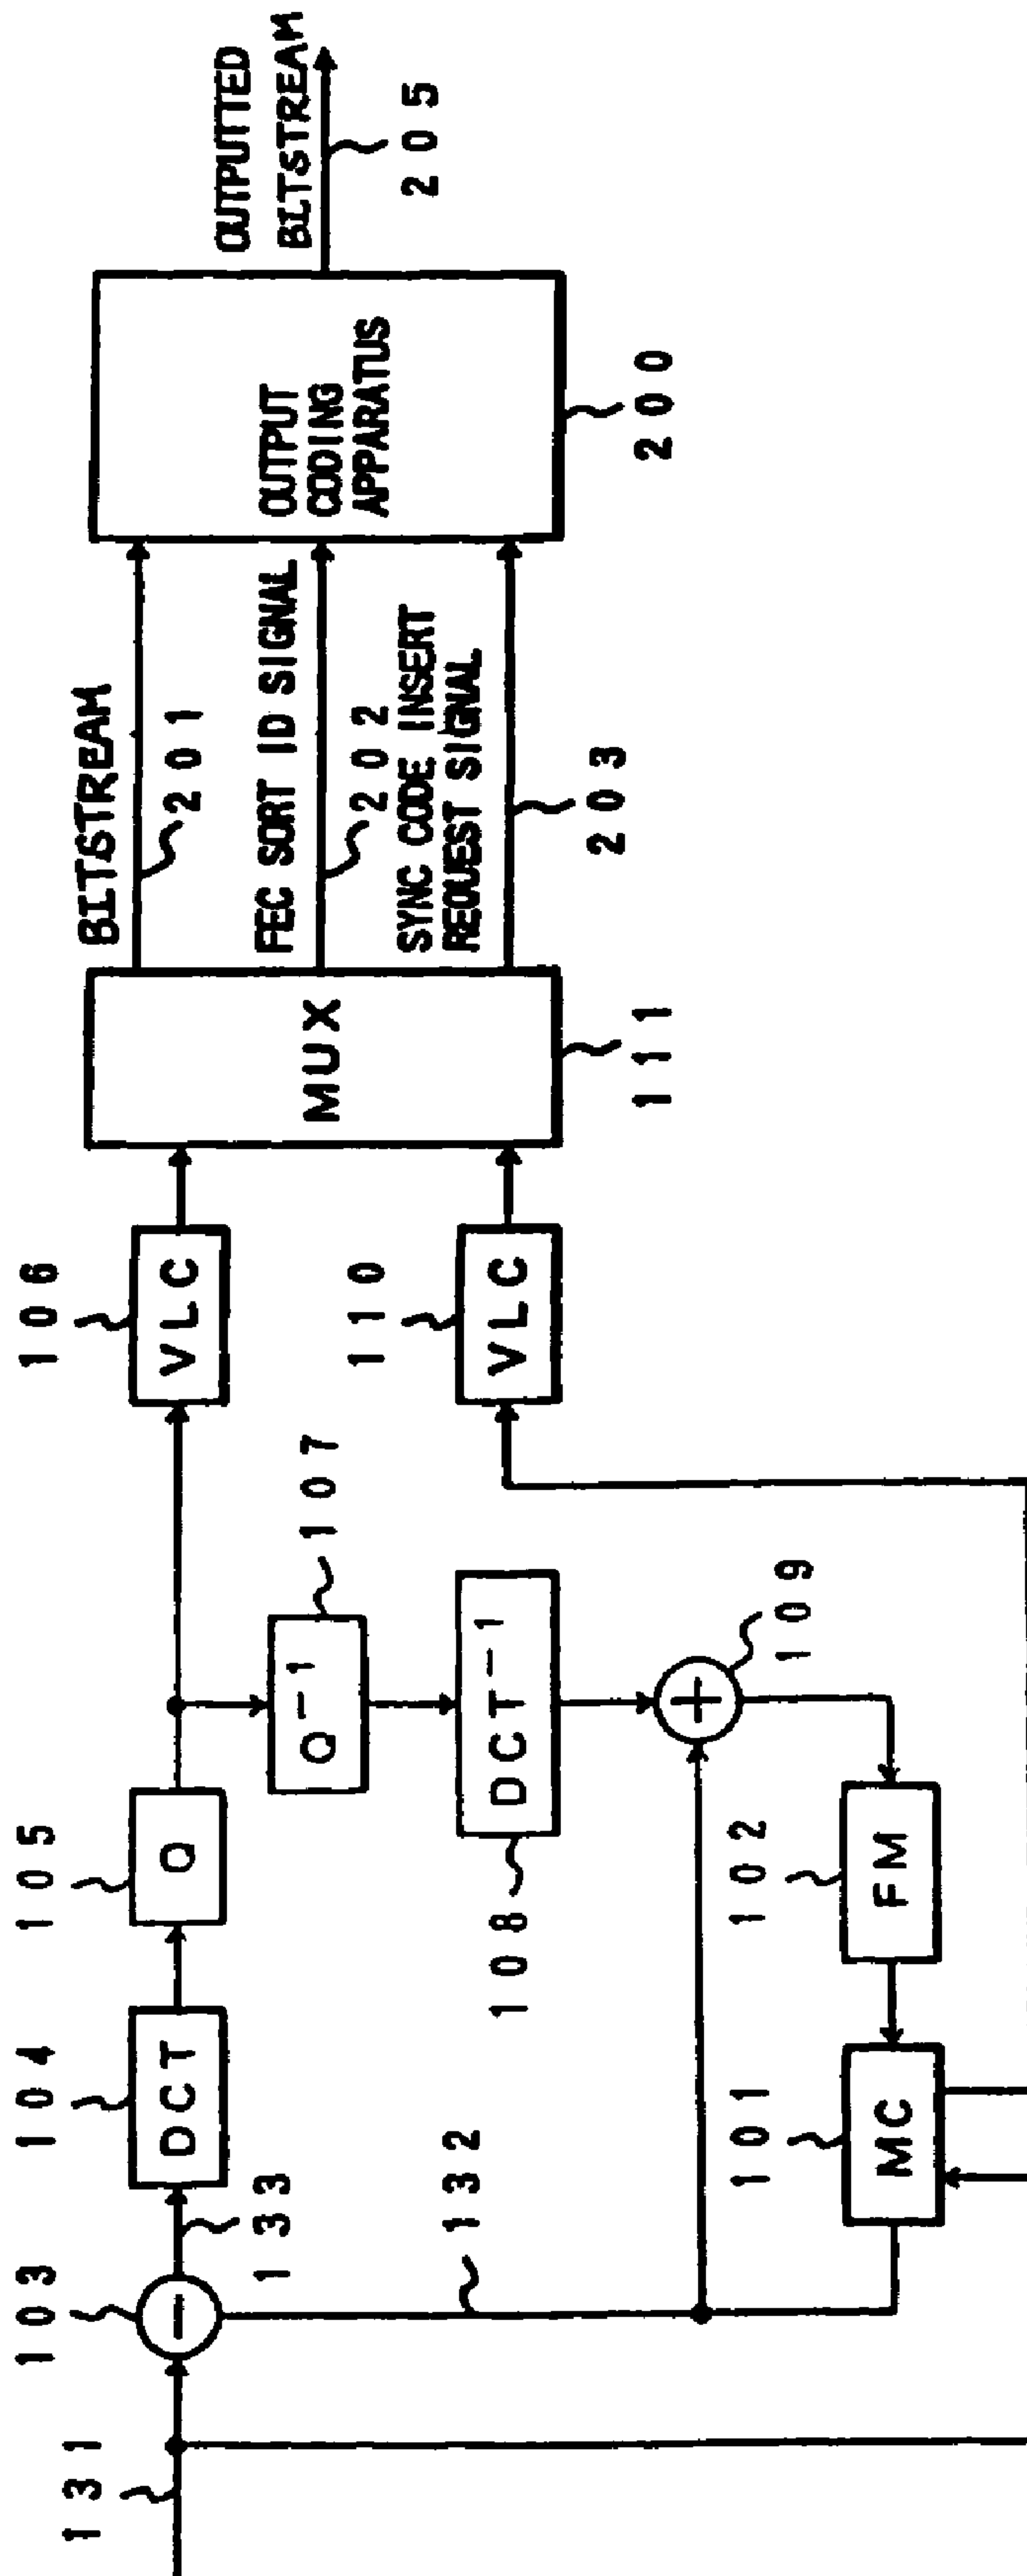 131
103
133
104
DCT
105
Q
106
VLC
107
Q⁻¹
108
DCT⁻¹
109
132
101
MC
102
FM
110
VLC
MUX
111
BITSTREAM
201
FEC SORT ID SIGNAL
202
SYNC CODE INSERT
REQUEST SIGNAL
203
OUTPUT
CODING
APPARATUS
200
OUTPUTTED
BITSTREAM
205
−
+